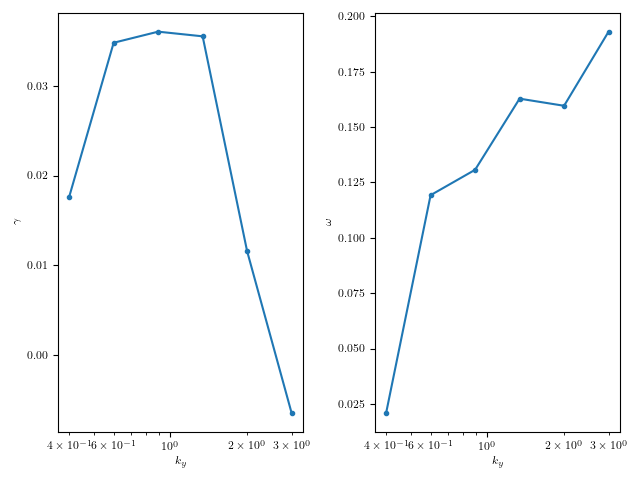 γ
0.03
0.02
0.01
0.00
4 × 10⁻¹ 6 × 10⁻¹ 10⁰ 2 × 10⁰ 3 × 10⁰
k_y
ω
0.200
0.175
0.150
0.125
0.100
0.075
0.050
0.025
4 × 10⁻¹ 6 × 10⁻¹ 10⁰ 2 × 10⁰ 3 × 10⁰
k_y